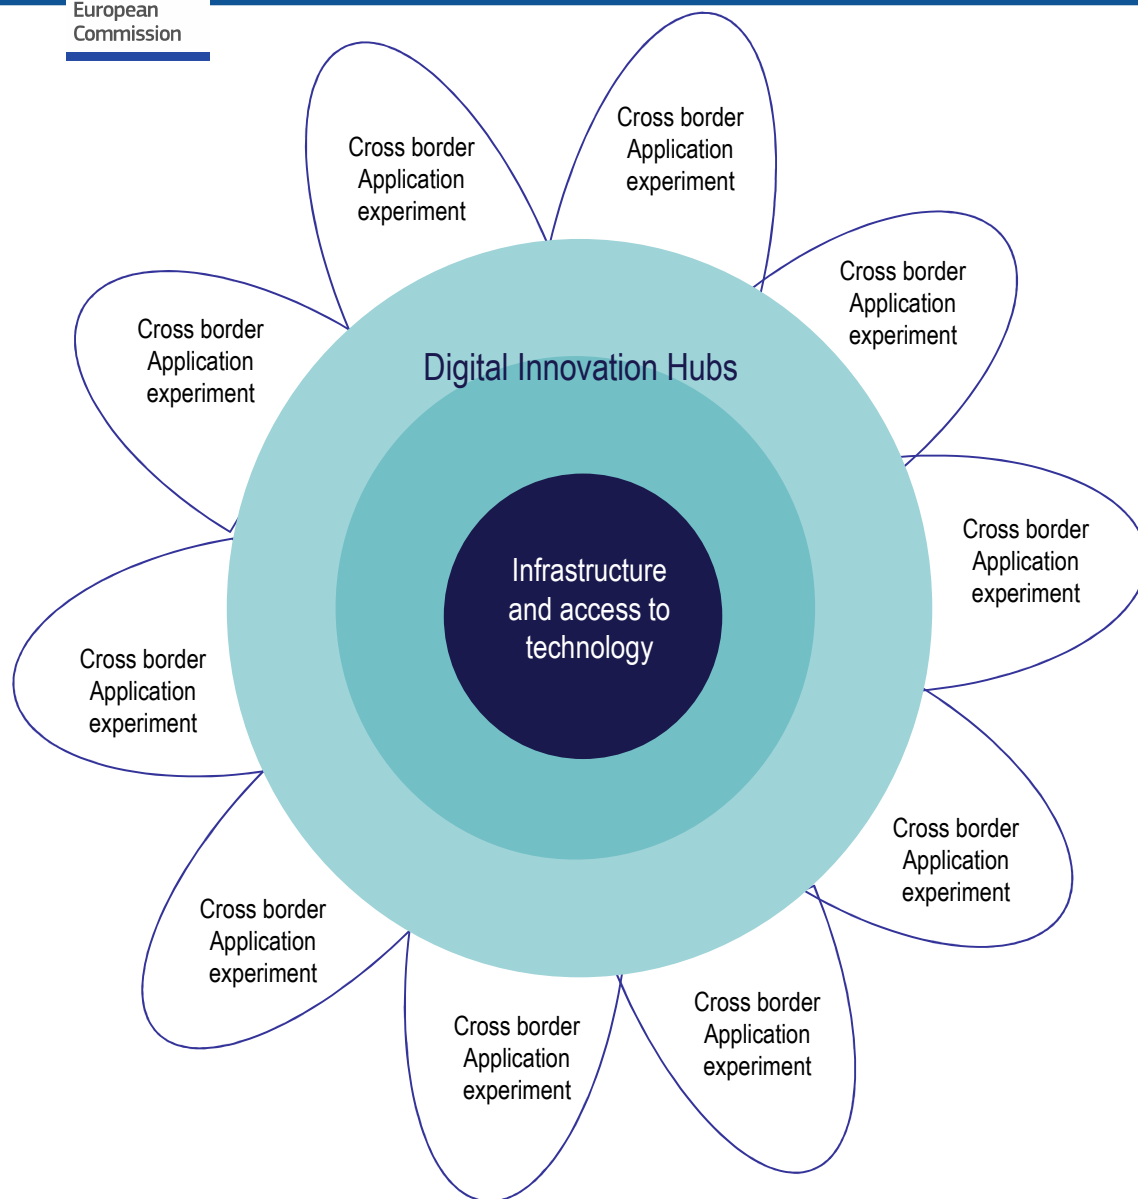 European
Commission
Cross border
Application
experiment
Cross border
Application
experiment
Cross border
Application
experiment
Cross border
Application
experiment
Digital Innovation Hubs
Cross border
Application
experiment
Infrastructure
and access to
technology
Cross border
Application
experiment
Cross border
Application
experiment
Cross border
Application
experiment
Cross border
Application
experiment
Cross border
Application
experiment